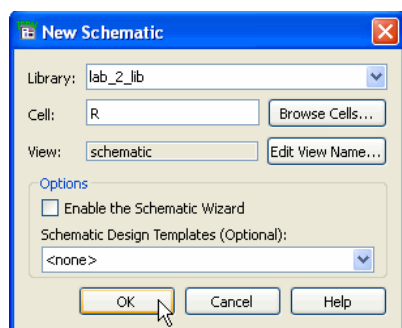 New Schematic
Library: lab_2_lib
Cell: R Browse Cells...
View: schematic Edit View Name...
Options
Enable the Schematic Wizard
Schematic Design Templates (Optional):
<none>
OK Cancel Help